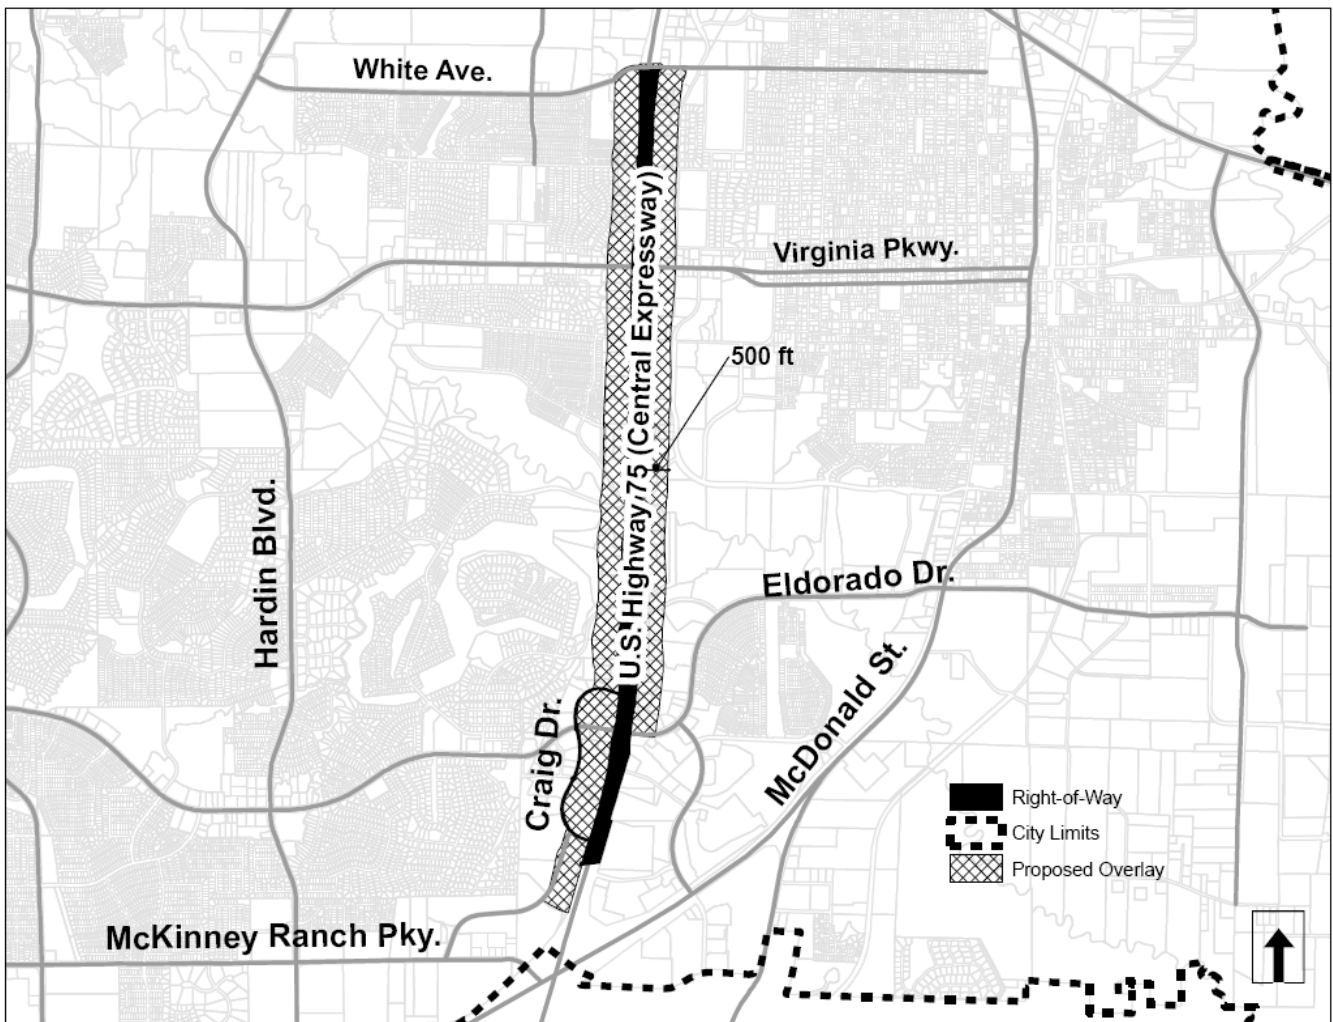 White Ave.
Virginia Pkwy.
U.S. Highway 75 (Central Expressway)
500 ft
Hardin Blvd.
Eldorado Dr.
McDonald St.
Craig Dr.
Right-of-Way
City Limits
Proposed Overlay
McKinney Ranch Pky.